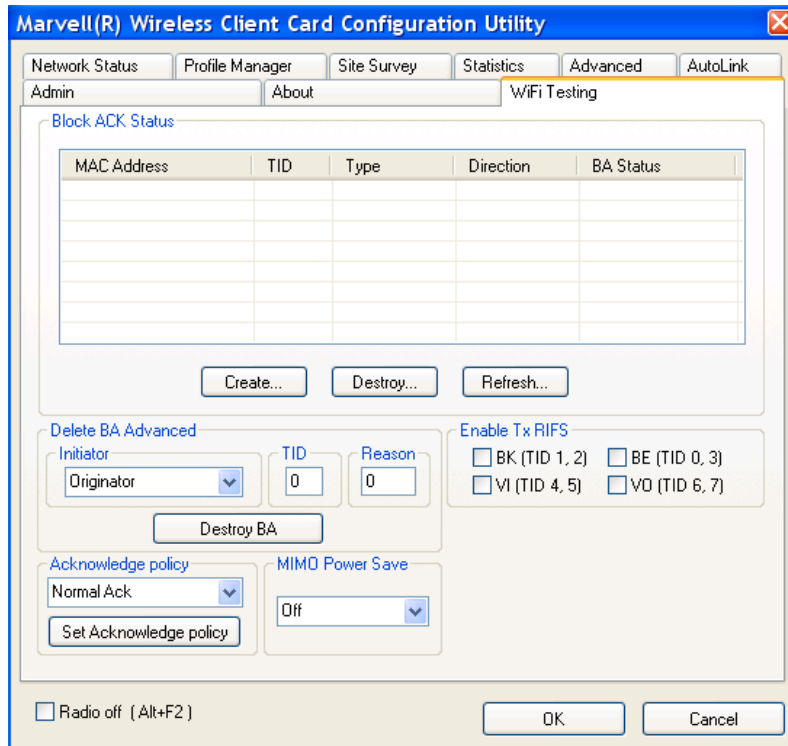 Marvell(R) Wireless Client Card Configuration Utility
Network Status Profile Manager Site Survey Statistics Advanced AutoLink
Admin About WiFi Testing
Block ACK Status
MAC Address TID Type Direction BA Status
Create... Destroy... Refresh...
Delete BA Advanced
Initiator TID Reason
Originator 0 0
Destroy BA
Enable Tx RIFS
BK (TID 1, 2) BE (TID 0, 3)
VI (TID 4, 5) VO (TID 6, 7)
Acknowledge policy
Normal Ack
Set Acknowledge policy
MIMO Power Save
Off
Radio off ( Alt+F2 )
OK Cancel